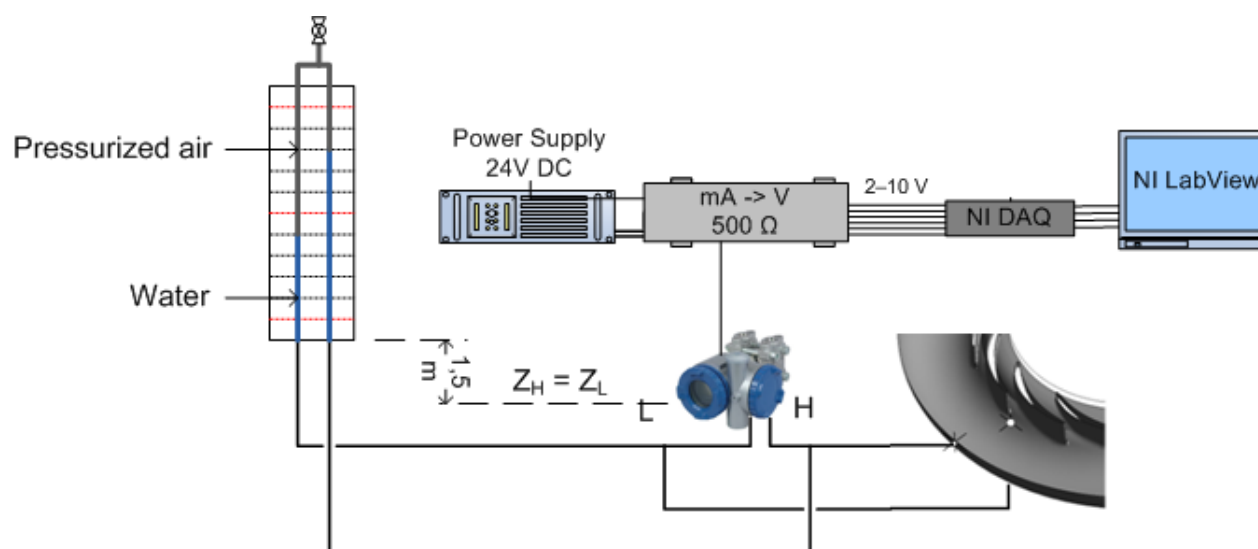 Pressurized air
Water
Power Supply
24V DC
mA -> V
500 Ω
2–10 V
NI DAQ
NI LabView
1,5
m
Z_H = Z_L
L
H